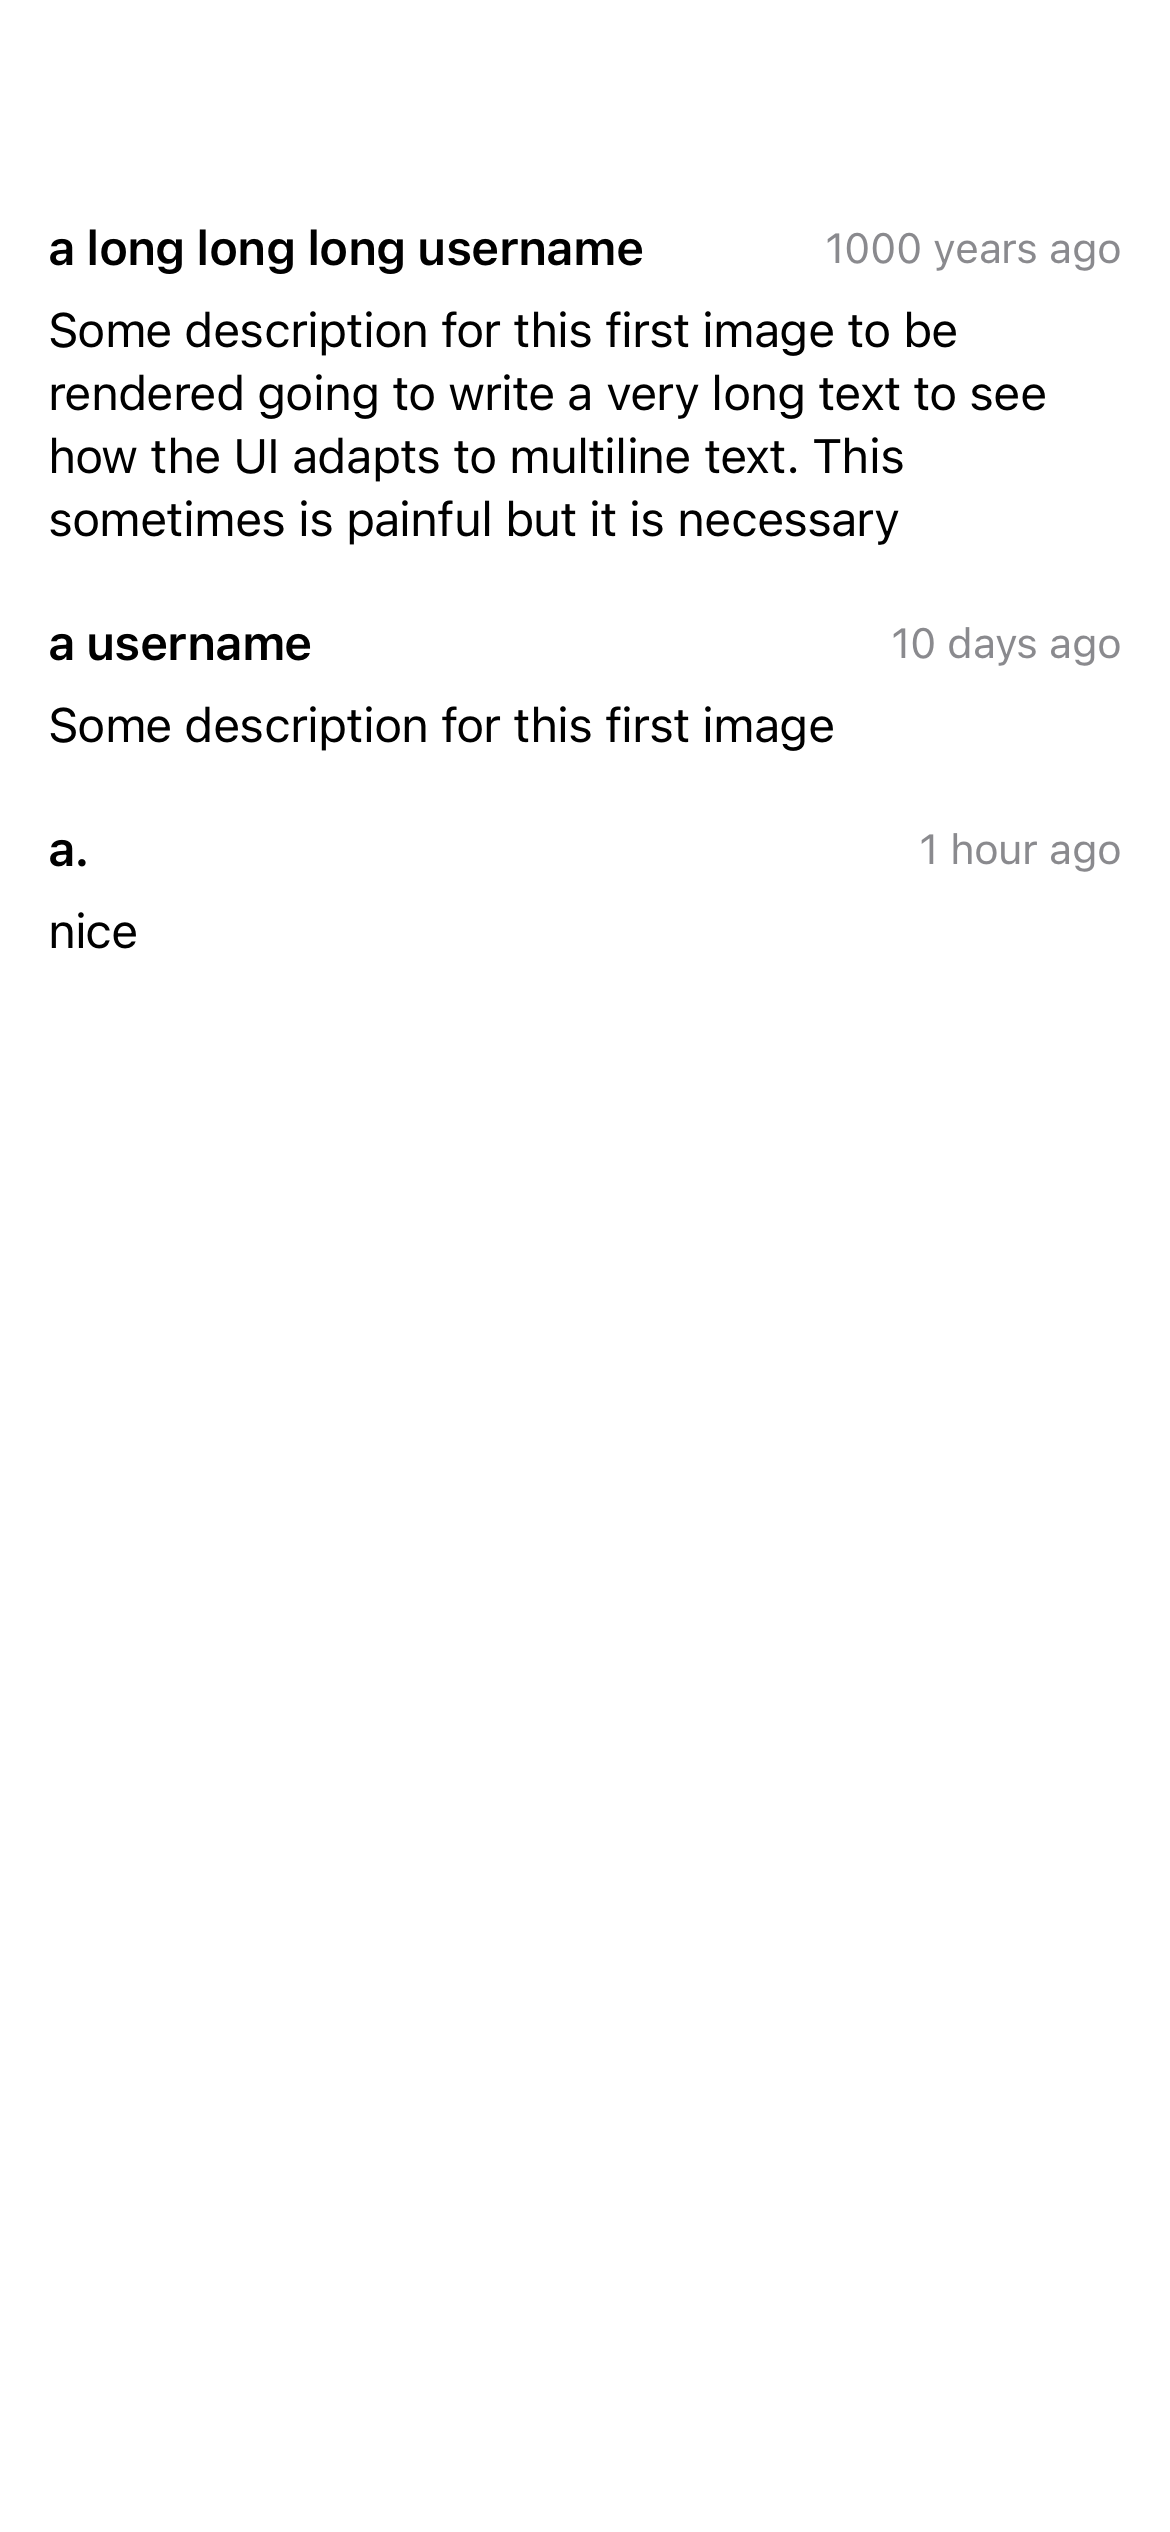 a long long long username 1000 years ago
Some description for this first image to be
rendered going to write a very long text to see
how the UI adapts to multiline text. This
sometimes is painful but it is necessary
a username 10 days ago
Some description for this first image
a. 1 hour ago
nice